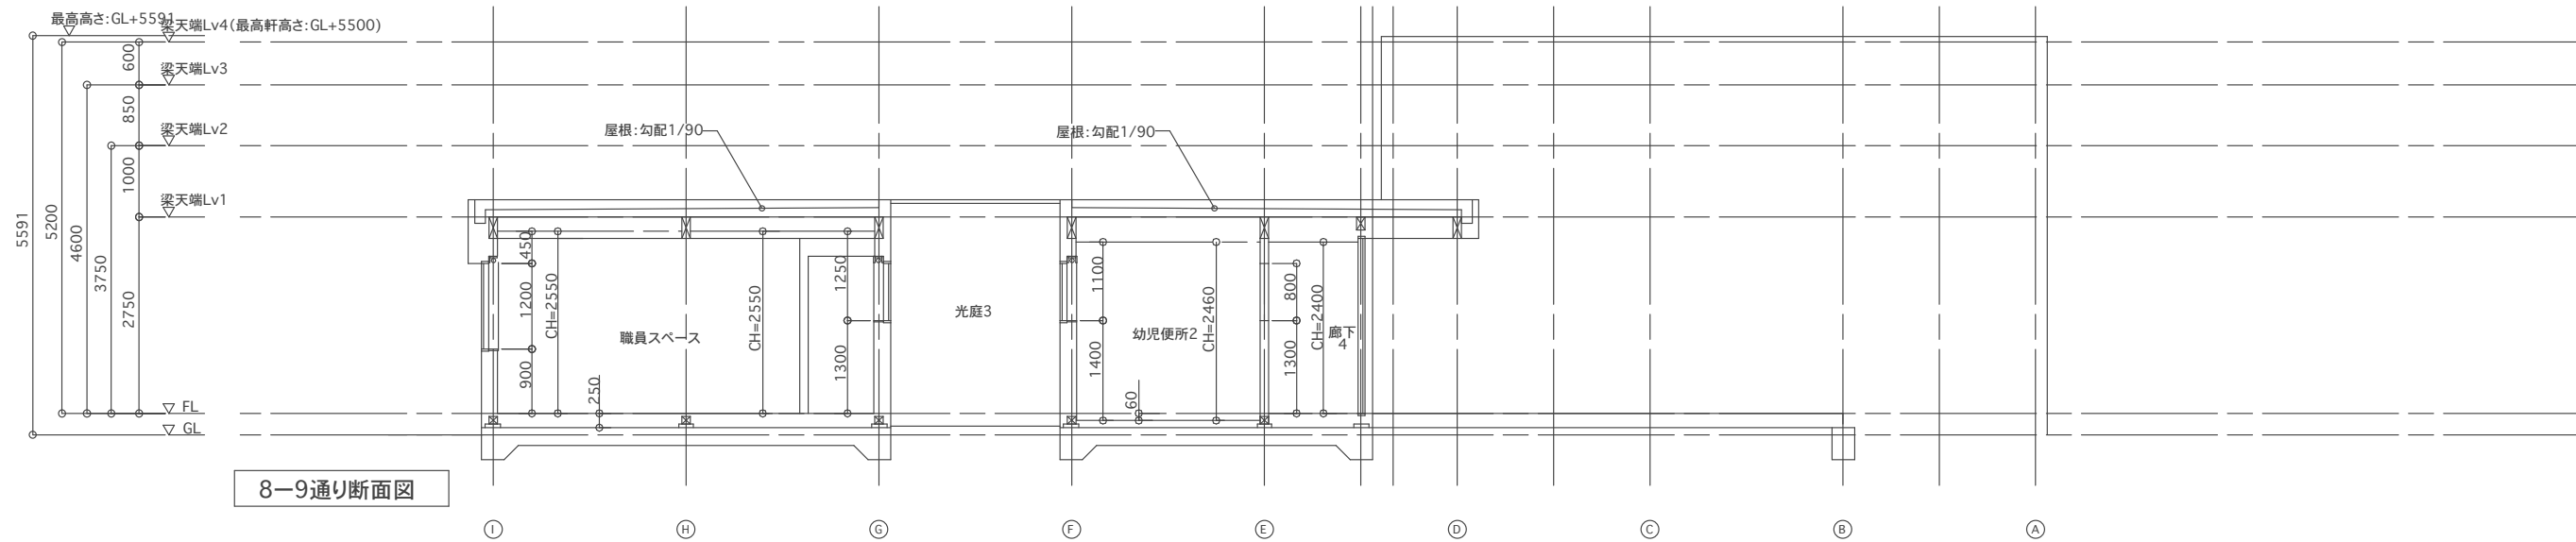 最高高さ:GL+5591
梁天端Lv4(最高軒高さ:GL+5500)
600
梁天端Lv3
850
梁天端Lv2
1000
梁天端Lv1
5591
5200
4600
3750
2750
FL
GL
屋根:勾配1/90
屋根:勾配1/90
450
1200
900
CH=2550
250
職員スペース
CH=2550
1250
1300
光庭3
1100
1400
60
幼児便所2
CH=2460
800
1300
CH=2400
廊下
4
8ー9通り断面図
I
H
G
F
E
D
C
B
A